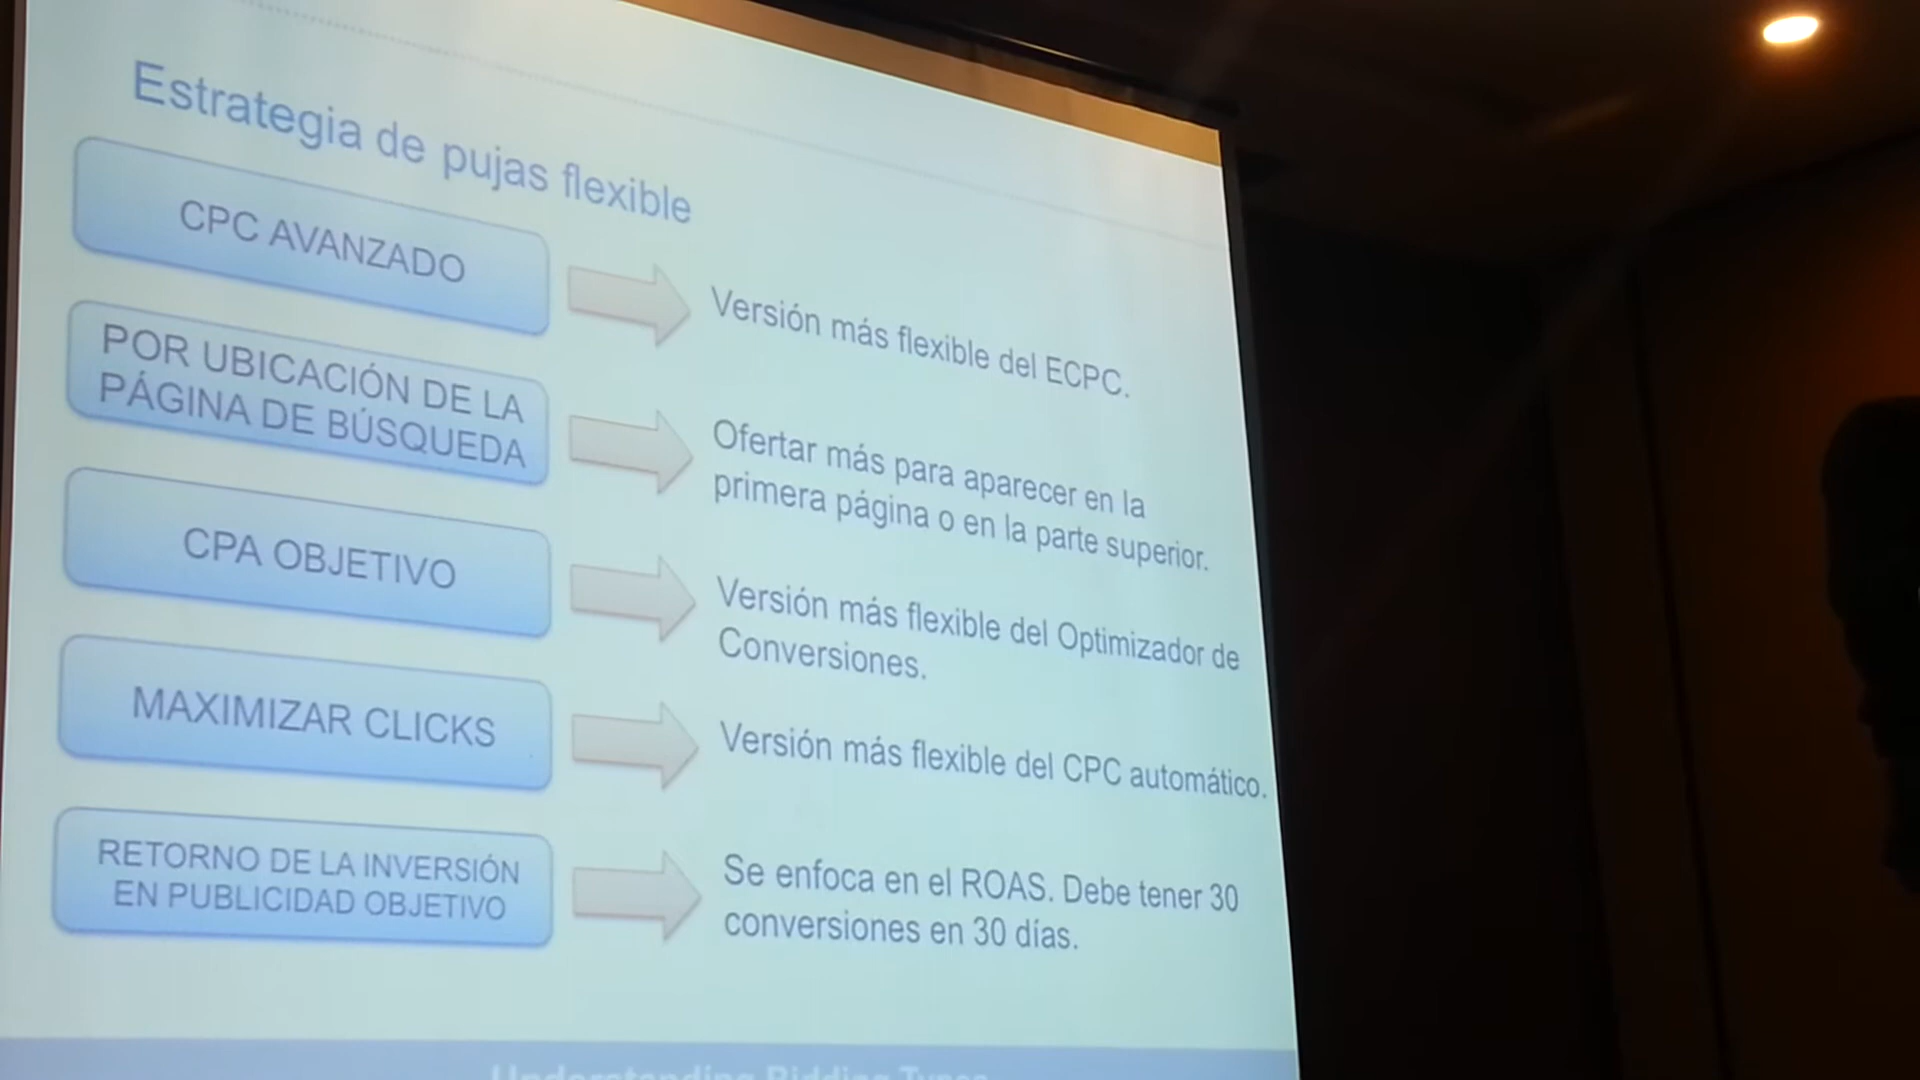 Estrategia de pujas flexible
CPC AVANZADO
Versión más flexible del ECPC.
POR UBICACIÓN DE LA
PÁGINA DE BÚSQUEDA
Ofertar más para aparecer en la
primera página o en la parte superior.
CPA OBJETIVO
Versión más flexible del Optimizador de
Conversiones.
MAXIMIZAR CLICKS
Versión más flexible del CPC automático.
RETORNO DE LA INVERSIÓN
EN PUBLICIDAD OBJETIVO
Se enfoca en el ROAS. Debe tener 30
conversiones en 30 días.
Understanding Bidding Types